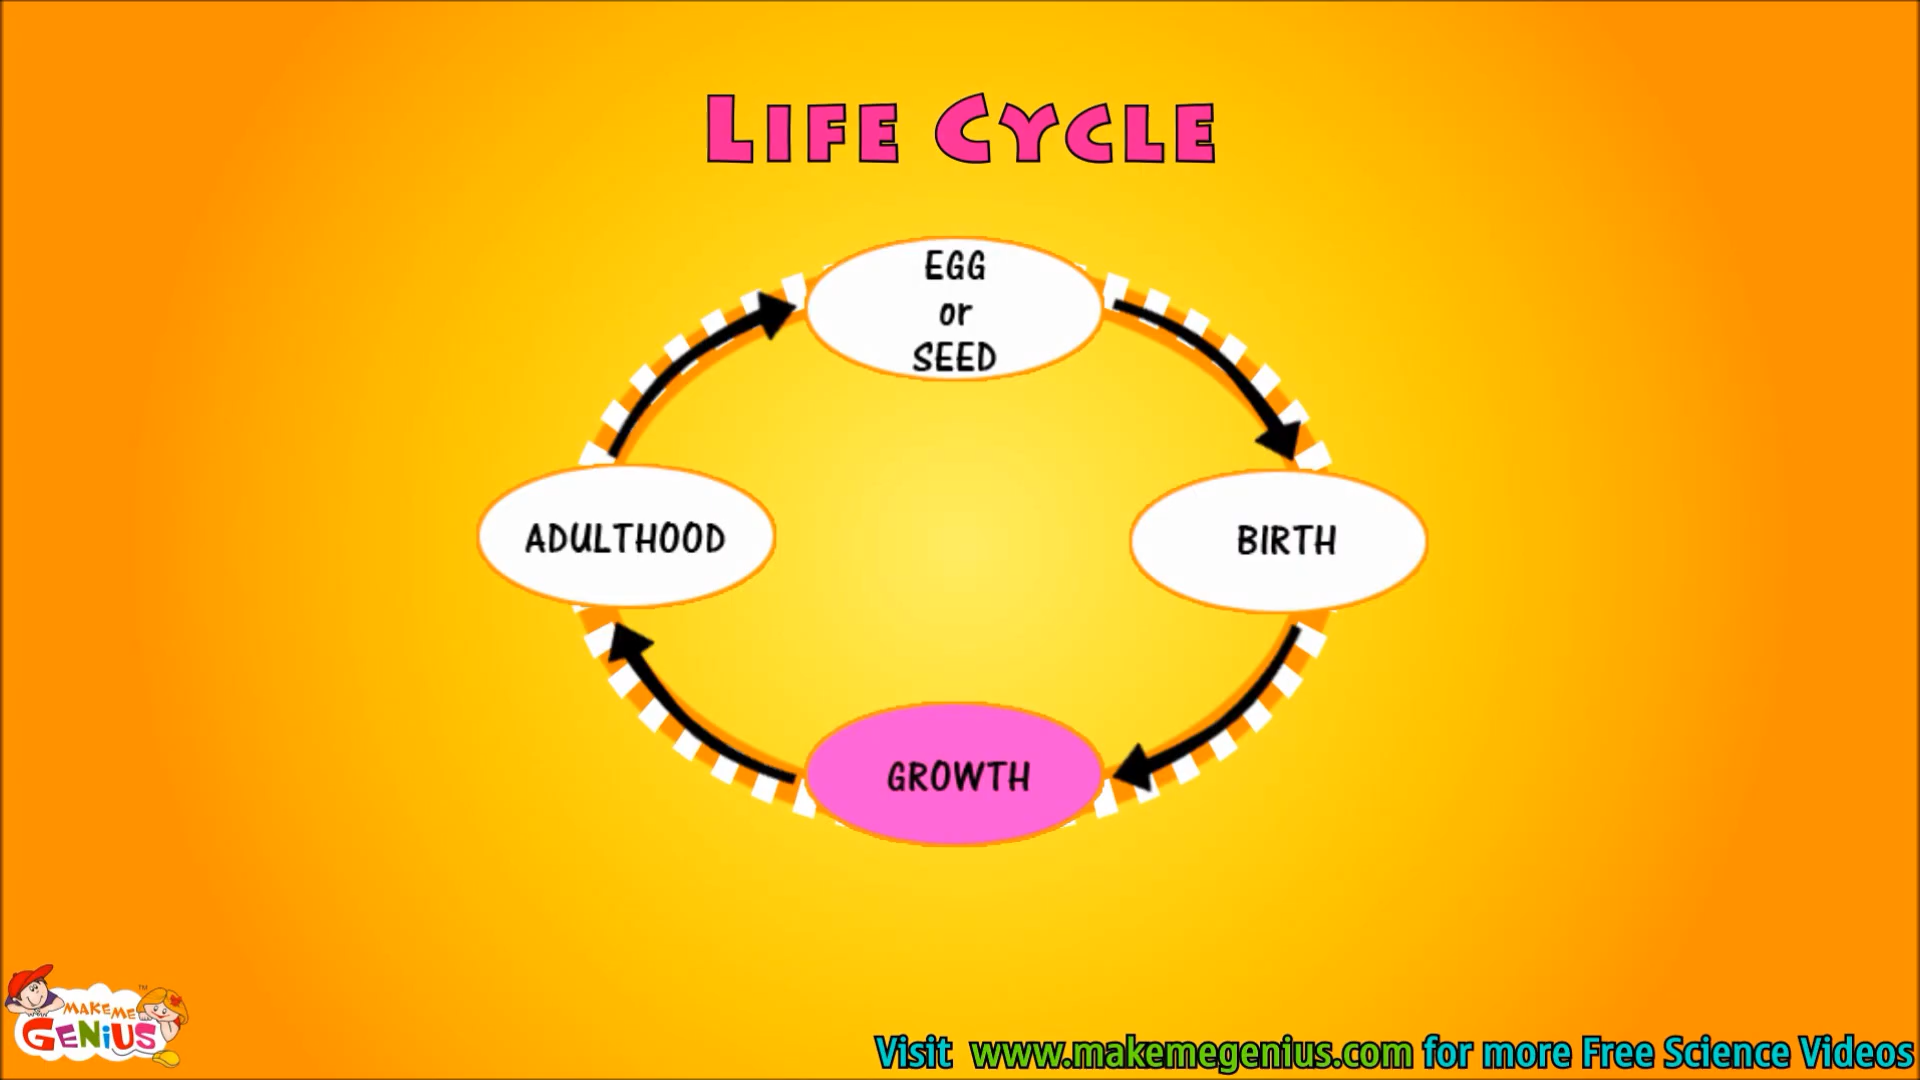 LIFE CYCLE
EGG
or
SEED
ADULTHOOD
BIRTH
GROWTH
MAKE ME
GENiUS
TM
Visit www.makemegenius.com for more Free Science Videos